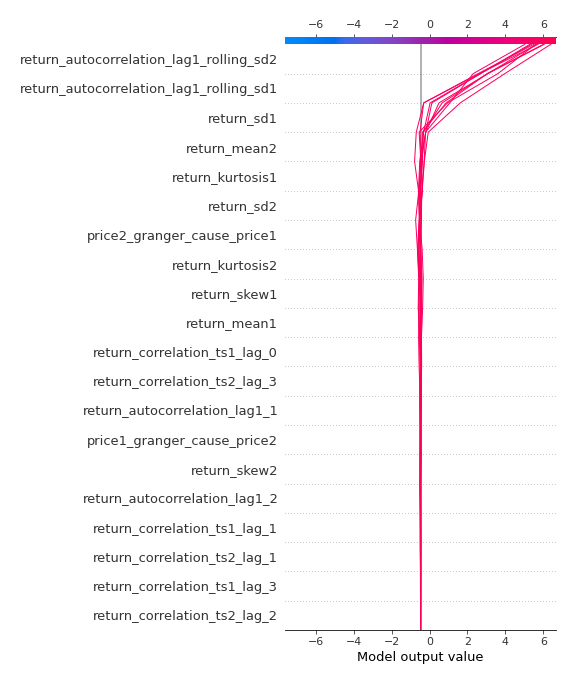 −6 −4 −2 0 2 4 6
return_autocorrelation_lag1_rolling_sd2
return_autocorrelation_lag1_rolling_sd1
return_sd1
return_mean2
return_kurtosis1
return_sd2
price2_granger_cause_price1
return_kurtosis2
return_skew1
return_mean1
return_correlation_ts1_lag_0
return_correlation_ts2_lag_3
return_autocorrelation_lag1_1
price1_granger_cause_price2
return_skew2
return_autocorrelation_lag1_2
return_correlation_ts1_lag_1
return_correlation_ts2_lag_1
return_correlation_ts1_lag_3
return_correlation_ts2_lag_2
−6 −4 −2 0 2 4 6
Model output value